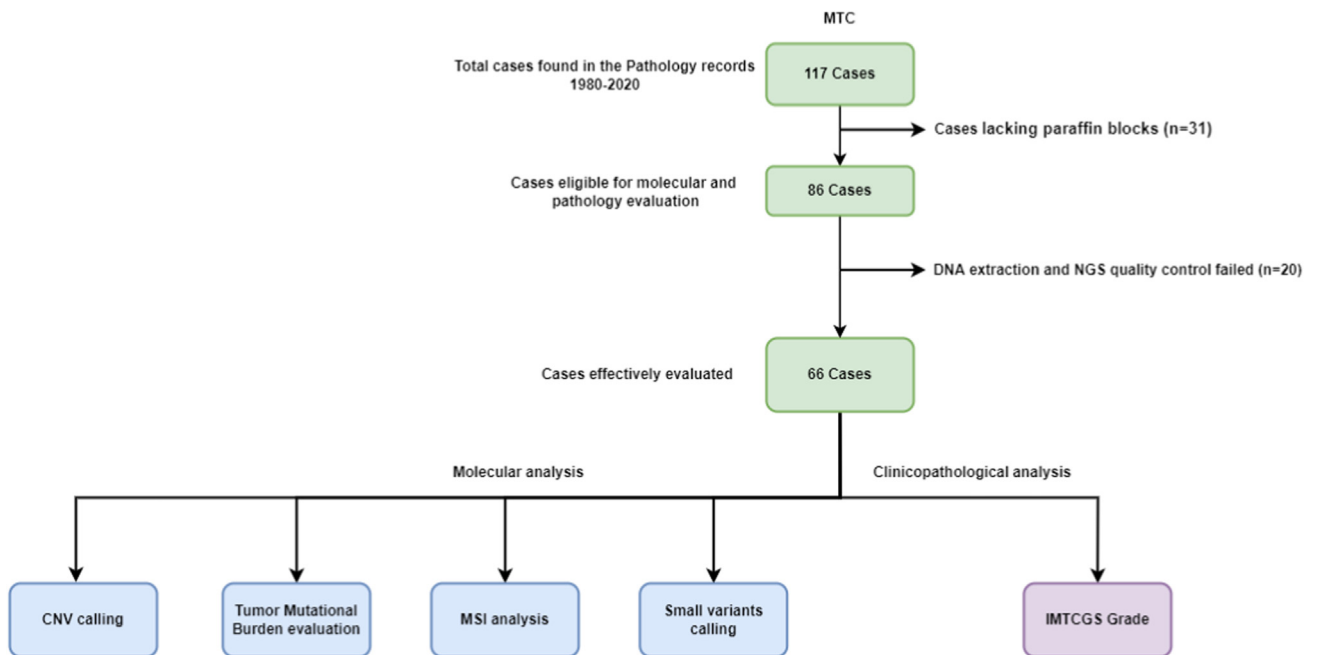 MTC
Total cases found in the Pathology records
1980-2020
117 Cases
Cases lacking paraffin blocks (n=31)
Cases eligible for molecular and
pathology evaluation
86 Cases
DNA extraction and NGS quality control failed (n=20)
Cases effectively evaluated
66 Cases
Molecular analysis
Clinicopathological analysis
CNV calling
Tumor Mutational
Burden evaluation
MSI analysis
Small variants
calling
IMTCGS Grade